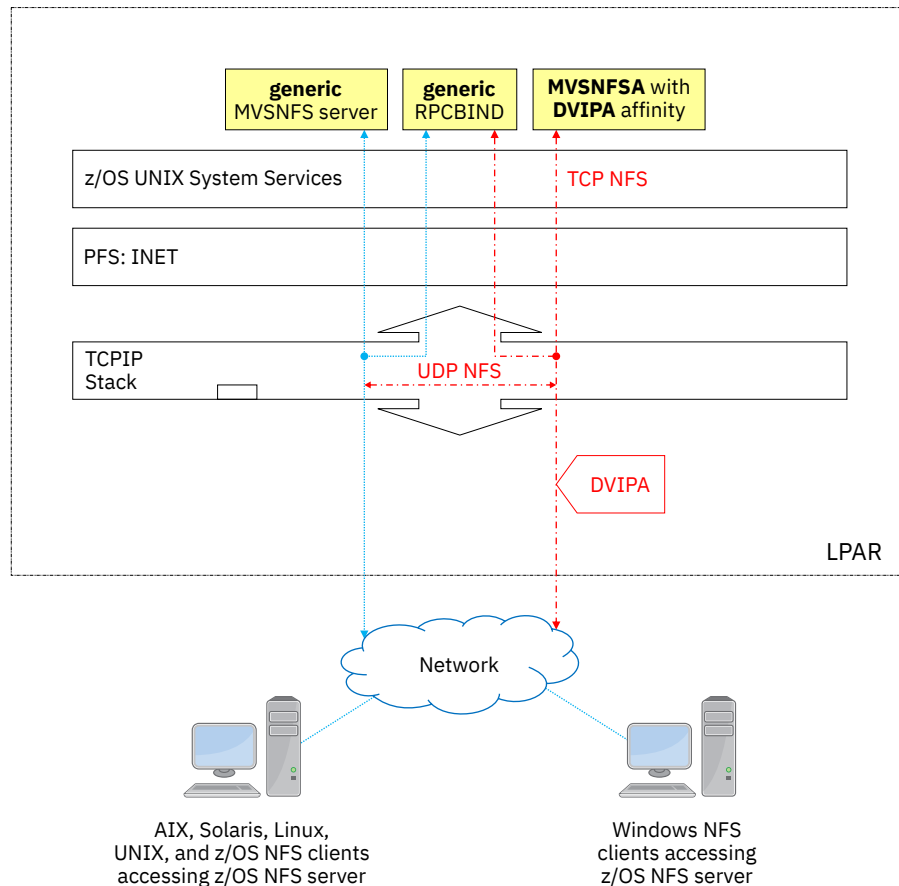 generic
MVSNFS server
generic
RPCBIND
MVSNFSA with
DVIPA affinity
z/OS UNIX System Services
TCP NFS
PFS: INET
TCPIP
Stack
UDP NFS
DVIPA
LPAR
Network
AIX, Solaris, Linux,
UNIX, and z/OS NFS clients
accessing z/OS NFS server
Windows NFS
clients accessing
z/OS NFS server